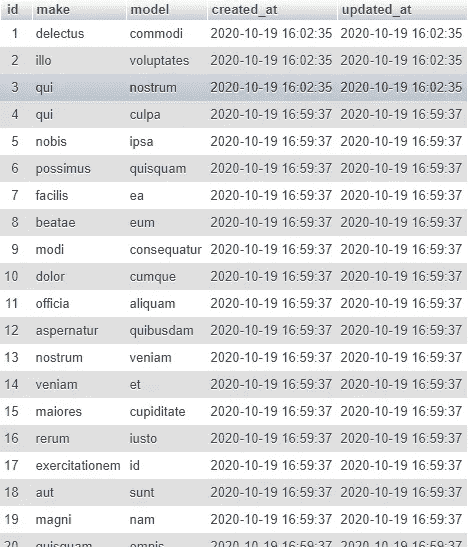 id make model created_at updated_at
1 delectus commodi 2020-10-19 16:02:35 2020-10-19 16:02:35
2 illo voluptates 2020-10-19 16:02:35 2020-10-19 16:02:35
3 qui nostrum 2020-10-19 16:02:35 2020-10-19 16:02:35
4 qui culpa 2020-10-19 16:59:37 2020-10-19 16:59:37
5 nobis ipsa 2020-10-19 16:59:37 2020-10-19 16:59:37
6 possimus quisquam 2020-10-19 16:59:37 2020-10-19 16:59:37
7 facilis ea 2020-10-19 16:59:37 2020-10-19 16:59:37
8 beatae eum 2020-10-19 16:59:37 2020-10-19 16:59:37
9 modi consequatur 2020-10-19 16:59:37 2020-10-19 16:59:37
10 dolor cumque 2020-10-19 16:59:37 2020-10-19 16:59:37
11 officia aliquam 2020-10-19 16:59:37 2020-10-19 16:59:37
12 aspernatur quibusdam 2020-10-19 16:59:37 2020-10-19 16:59:37
13 nostrum veniam 2020-10-19 16:59:37 2020-10-19 16:59:37
14 veniam et 2020-10-19 16:59:37 2020-10-19 16:59:37
15 maiores cupiditate 2020-10-19 16:59:37 2020-10-19 16:59:37
16 rerum iusto 2020-10-19 16:59:37 2020-10-19 16:59:37
17 exercitationem id 2020-10-19 16:59:37 2020-10-19 16:59:37
18 aut sunt 2020-10-19 16:59:37 2020-10-19 16:59:37
19 magni nam 2020-10-19 16:59:37 2020-10-19 16:59:37
20 quisquam omnis 2020-10-19 16:59:37 2020-10-19 16:59:37